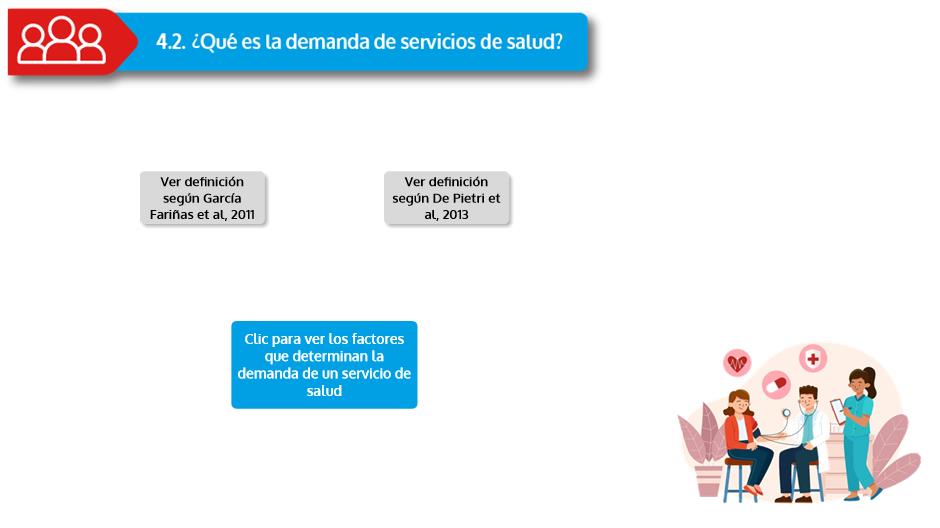 4.2. ¿Qué es la demanda de servicios de salud?
Ver definición
según García
Fariñas et al, 2011
Ver definición
según De Pietri et
al, 2013
Clic para ver los factores
que determinan la
demanda de un servicio de
salud